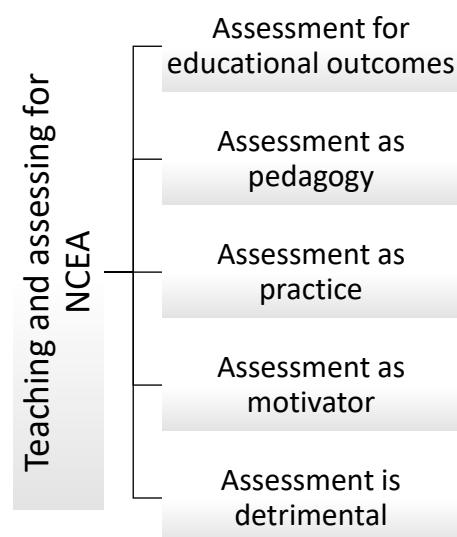 Teaching and assessing for
NCEA
Assessment for
educational outcomes
Assessment as
pedagogy
Assessment as
practice
Assessment as
motivator
Assessment is
detrimental